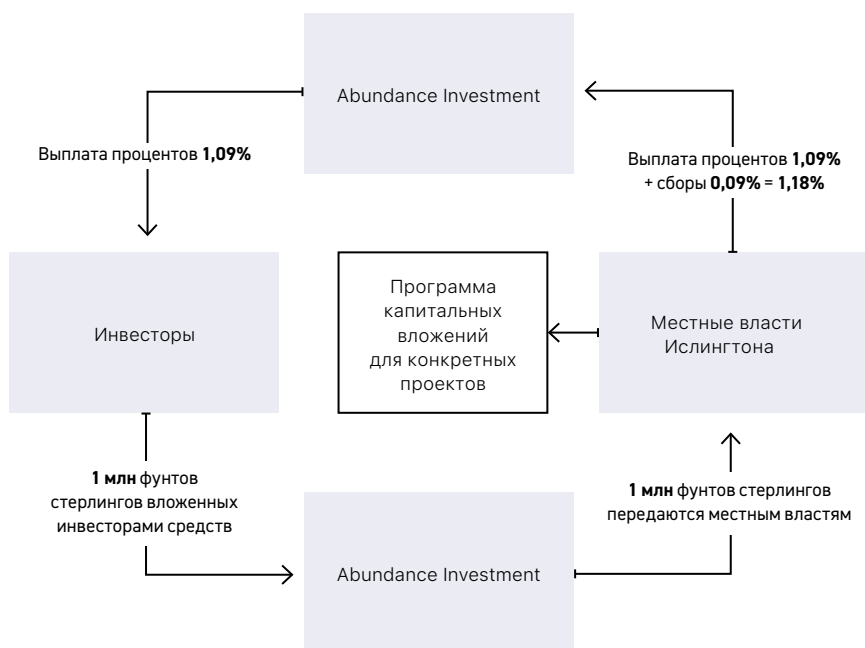 Abundance Investment
Выплата процентов 1,09%
Выплата процентов 1,09%
+ сборы 0,09% = 1,18%
Инвесторы
Программа
капитальных
вложений
для конкретных
проектов
Местные власти
Ислингтона
1 млн фунтов
стерлингов вложенных
инвесторами средств
1 млн фунтов стерлингов
передаются местным властям
Abundance Investment